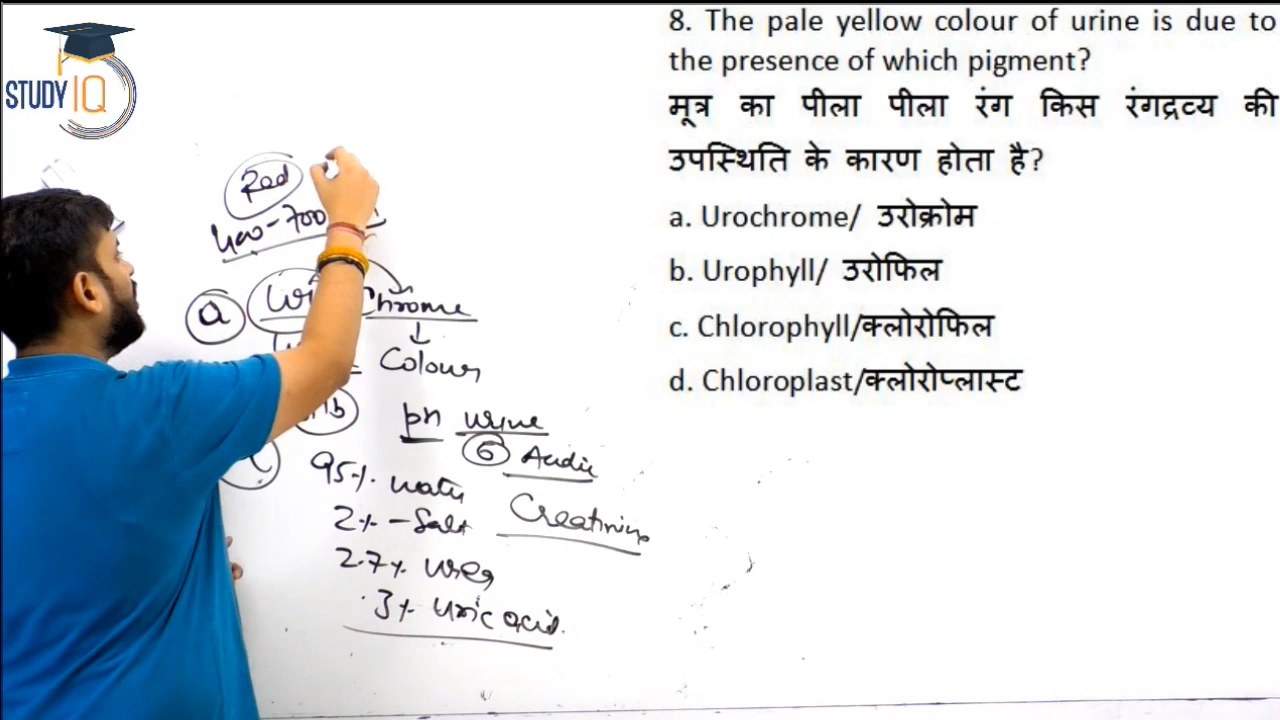 STUDY IQ
8. The pale yellow colour of urine is due to
the presence of which pigment?
मूत्र का पीला पीला रंग किस रंगद्रव्य की
उपस्थिति के कारण होता है?
a. Urochrome/ उरोक्रोम
b. Urophyll/ उरोफिल
c. Chlorophyll/क्लोरोफिल
d. Chloroplast/क्लोरोप्लास्ट
400-700
a Chrome
Colour
pH urine
6 Acidic
95% water
2% - Salt
Creatinine
2.7% urea
.3% uric acid.